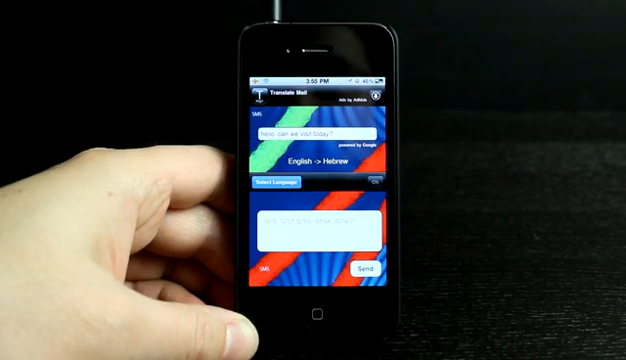 3:55 PM 45%
Translate Mail
Ads by AdMob
SMS
hello. can we visit today?
powered by Google
English -> Hebrew
Select Language
SMS
Send